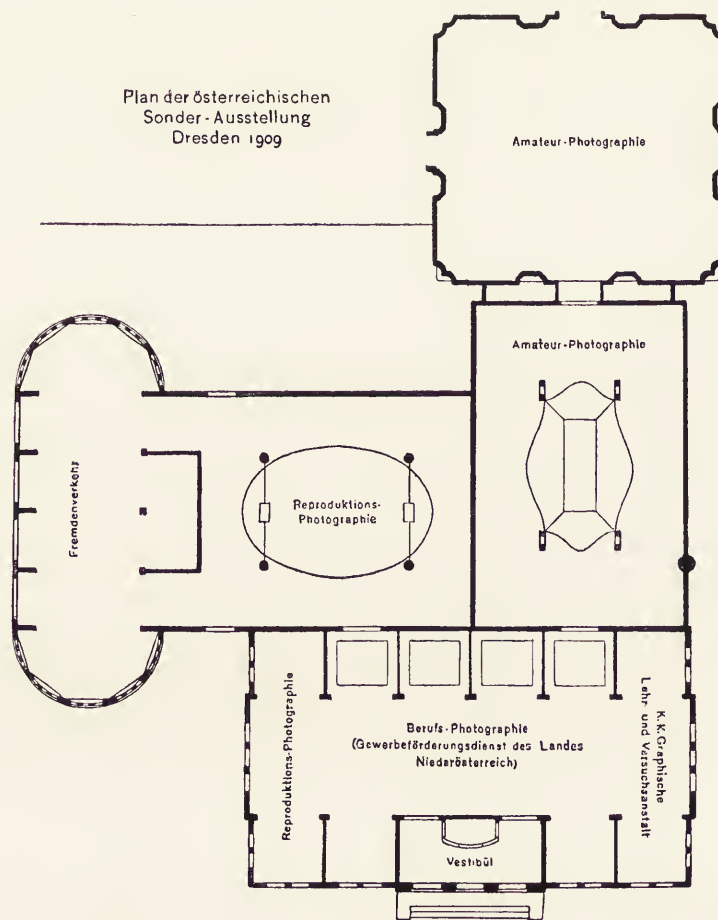 Plan der österreichischen
Sonder-Ausstellung
Dresden 1909
Amateur-Photographie
Amateur-Photographie
Fremdenverkehr
Reproduktions-
Photographie
Reproduktions-Photographie
Berufs-Photographie
(Gewerbeförderungsdienst des Landes
Niederösterreich)
K. K. Graphische
Lehr- und Versuchsanstalt
Vestibül